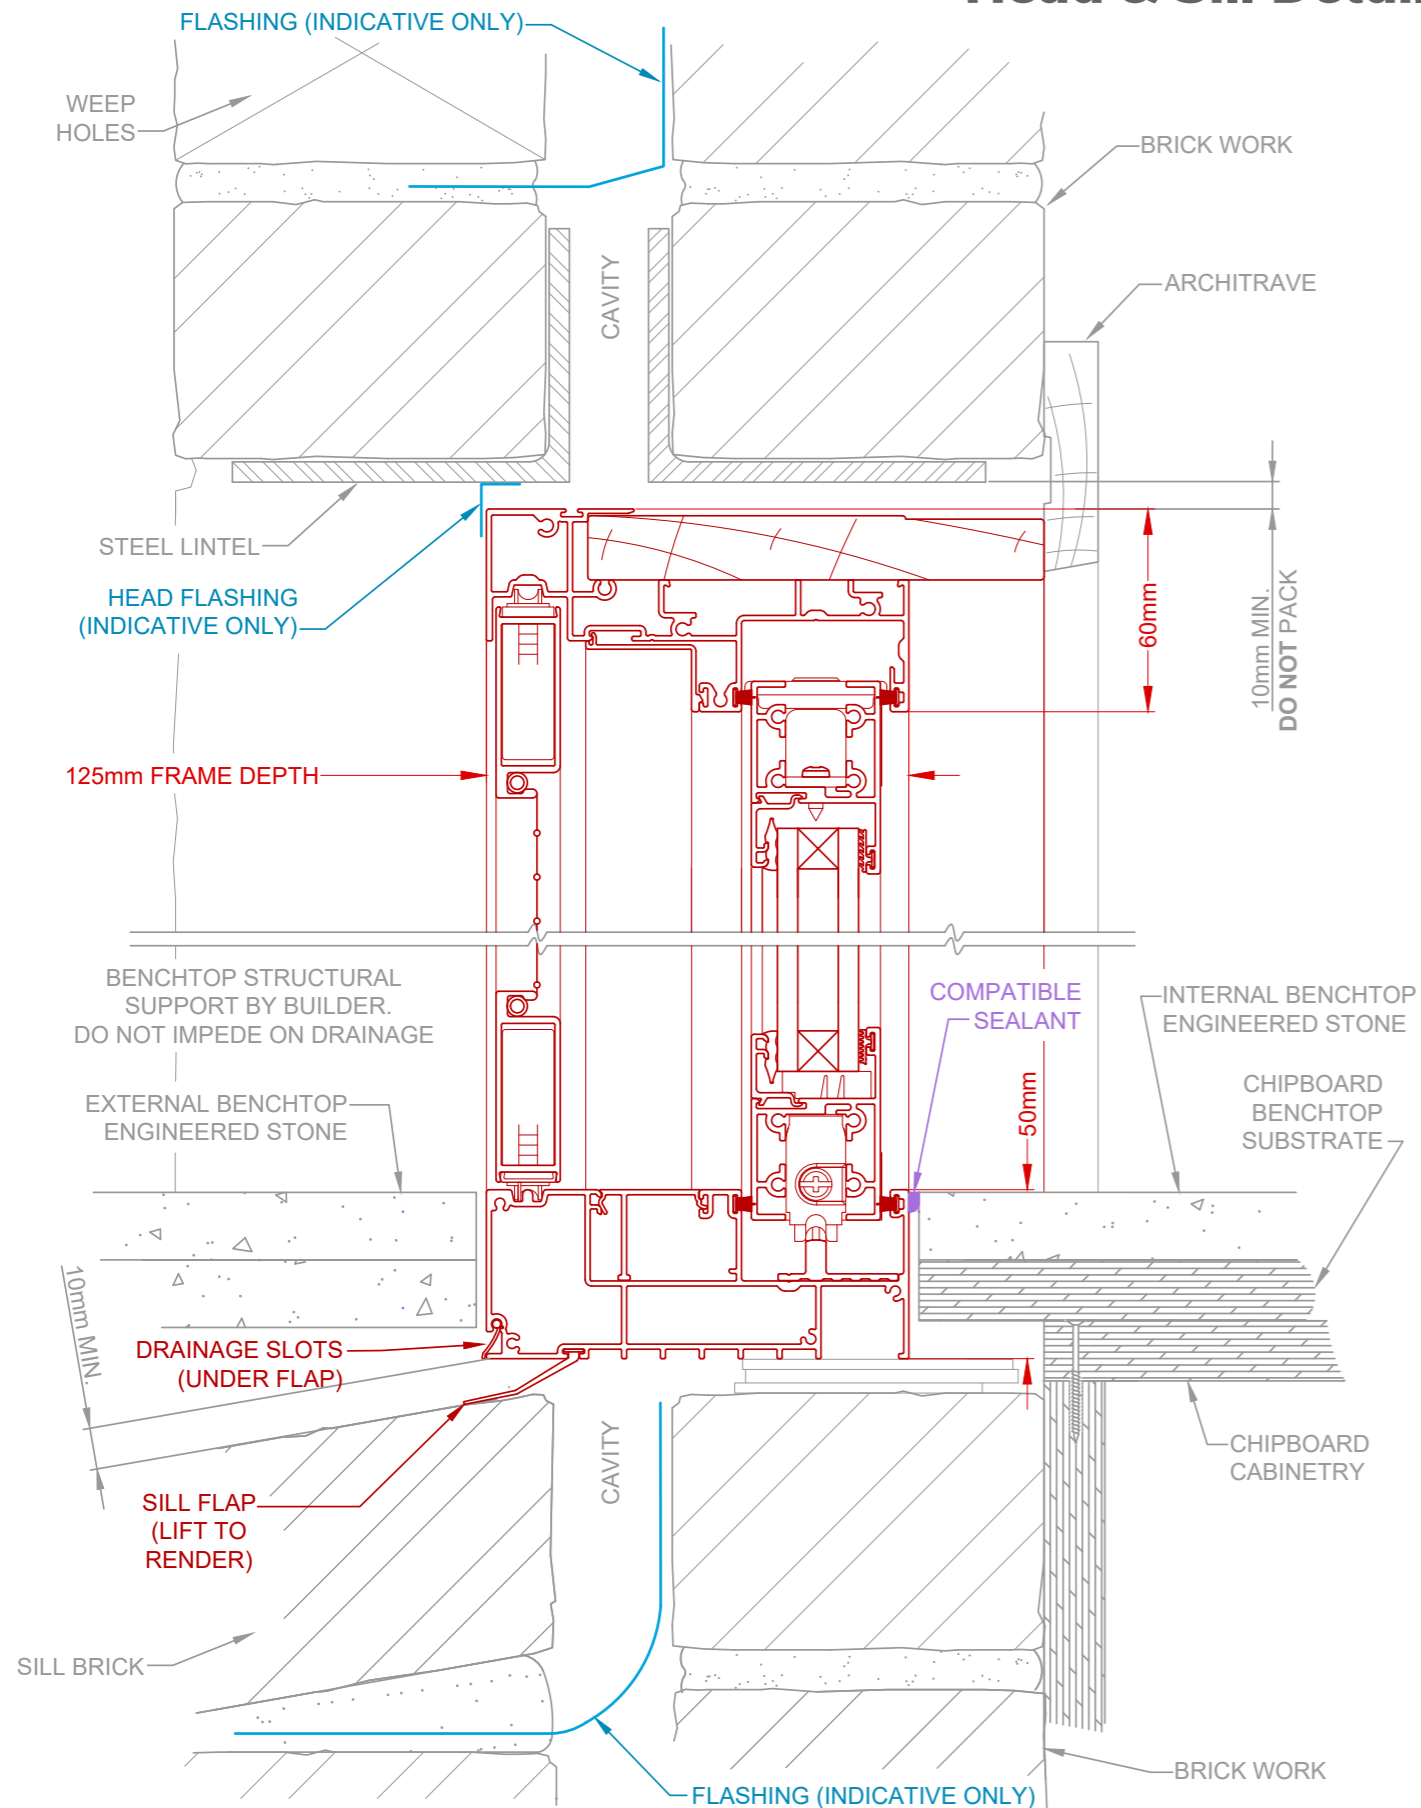 Head & Sill Detail
FLASHING (INDICATIVE ONLY)
WEEP
HOLES
BRICK WORK
CAVITY
ARCHITRAVE
STEEL LINTEL
HEAD FLASHING
(INDICATIVE ONLY)
60mm
10mm MIN.
DO NOT PACK
125mm FRAME DEPTH
BENCHTOP STRUCTURAL
SUPPORT BY BUILDER.
DO NOT IMPEDE ON DRAINAGE
COMPATIBLE
SEALANT
INTERNAL BENCHTOP
ENGINEERED STONE
EXTERNAL BENCHTOP
ENGINEERED STONE
50mm
CHIPBOARD
BENCHTOP
SUBSTRATE
10mm MIN.
DRAINAGE SLOTS
(UNDER FLAP)
CAVITY
CHIPBOARD
CABINETRY
SILL FLAP
(LIFT TO
RENDER)
SILL BRICK
BRICK WORK
FLASHING (INDICATIVE ONLY)